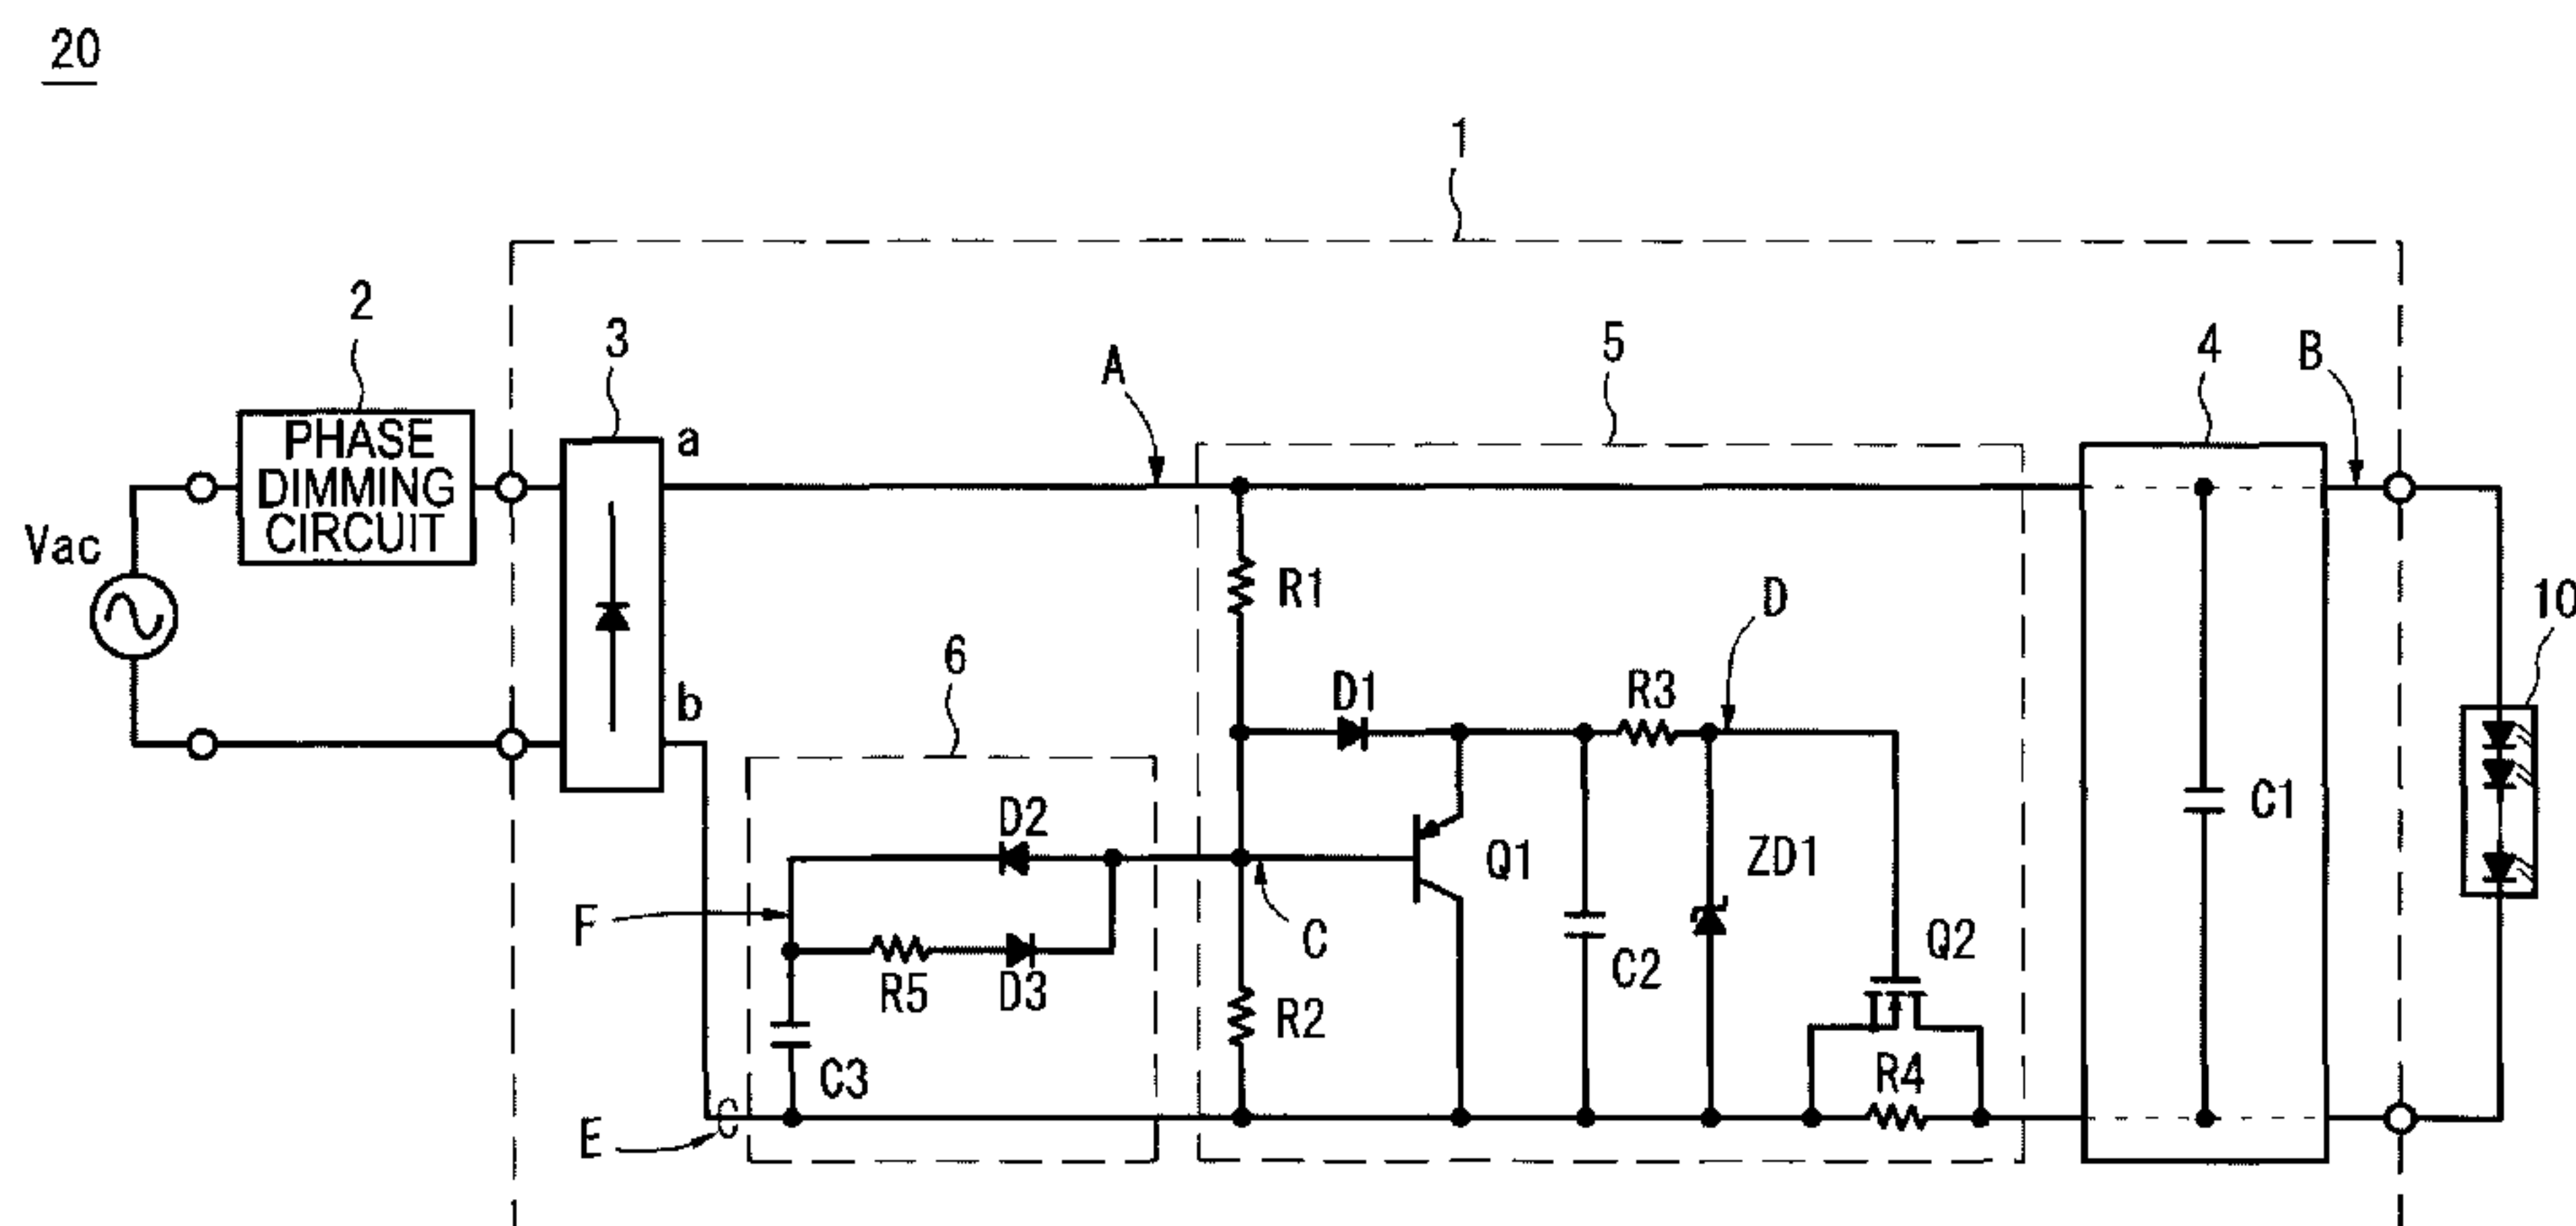 20
1
2
3
A
5
4
B
a
PHASE
DIMMING
CIRCUIT
Vac
R1
D
10
6
b
D1
R3
D2
Q1
ZD1
C1
F
C
Q2
R5
D3
C2
R2
R4
C3
E